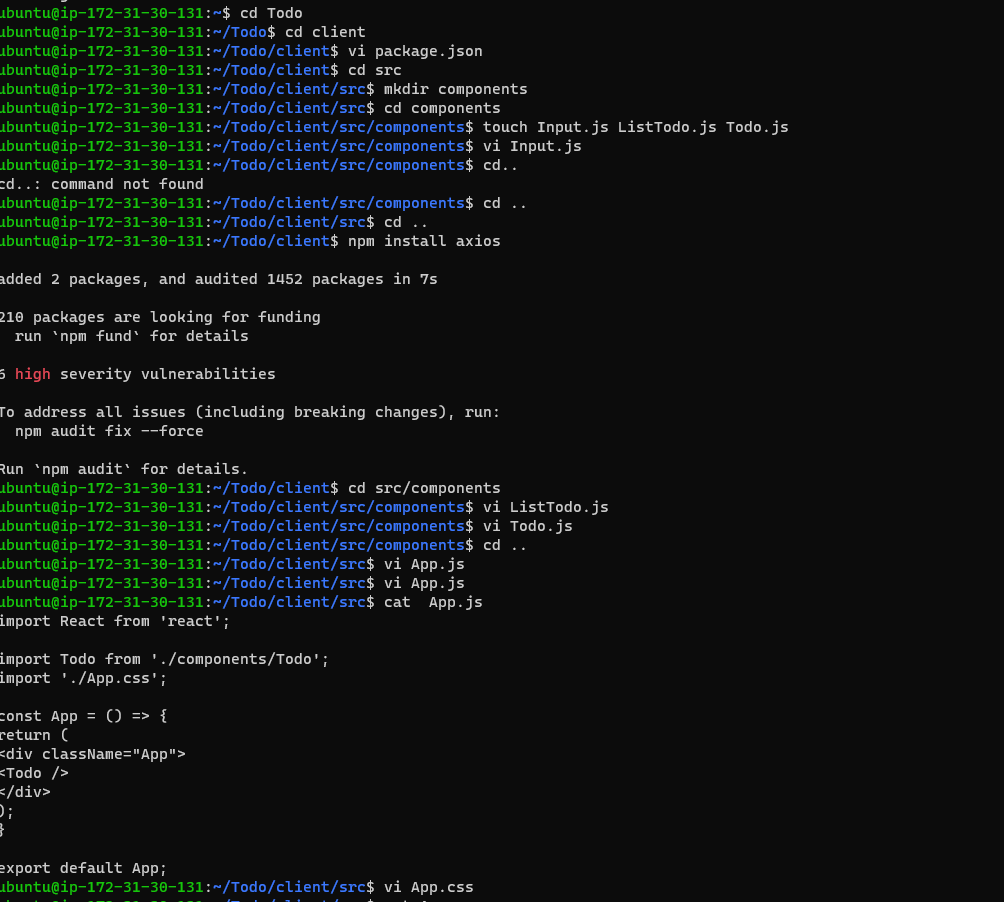 ubuntu@ip-172-31-30-131:~$ cd Todo
ubuntu@ip-172-31-30-131:~/Todo$ cd client
ubuntu@ip-172-31-30-131:~/Todo/client$ vi package.json
ubuntu@ip-172-31-30-131:~/Todo/client$ cd src
ubuntu@ip-172-31-30-131:~/Todo/client/src$ mkdir components
ubuntu@ip-172-31-30-131:~/Todo/client/src$ cd components
ubuntu@ip-172-31-30-131:~/Todo/client/src/components$ touch Input.js ListTodo.js Todo.js
ubuntu@ip-172-31-30-131:~/Todo/client/src/components$ vi Input.js
ubuntu@ip-172-31-30-131:~/Todo/client/src/components$ cd..
cd..: command not found
ubuntu@ip-172-31-30-131:~/Todo/client/src/components$ cd ..
ubuntu@ip-172-31-30-131:~/Todo/client/src$ cd ..
ubuntu@ip-172-31-30-131:~/Todo/client$ npm install axios
added 2 packages, and audited 1452 packages in 7s
210 packages are looking for funding
  run `npm fund` for details
6 high severity vulnerabilities
To address all issues (including breaking changes), run:
  npm audit fix --force
Run `npm audit` for details.
ubuntu@ip-172-31-30-131:~/Todo/client$ cd src/components
ubuntu@ip-172-31-30-131:~/Todo/client/src/components$ vi ListTodo.js
ubuntu@ip-172-31-30-131:~/Todo/client/src/components$ vi Todo.js
ubuntu@ip-172-31-30-131:~/Todo/client/src/components$ cd ..
ubuntu@ip-172-31-30-131:~/Todo/client/src$ vi App.js
ubuntu@ip-172-31-30-131:~/Todo/client/src$ vi App.js
ubuntu@ip-172-31-30-131:~/Todo/client/src$ cat  App.js
import React from 'react';
import Todo from './components/Todo';
import './App.css';
const App = () => {
return (
<div className="App">
<Todo />
</div>
);
}
export default App;
ubuntu@ip-172-31-30-131:~/Todo/client/src$ vi App.css